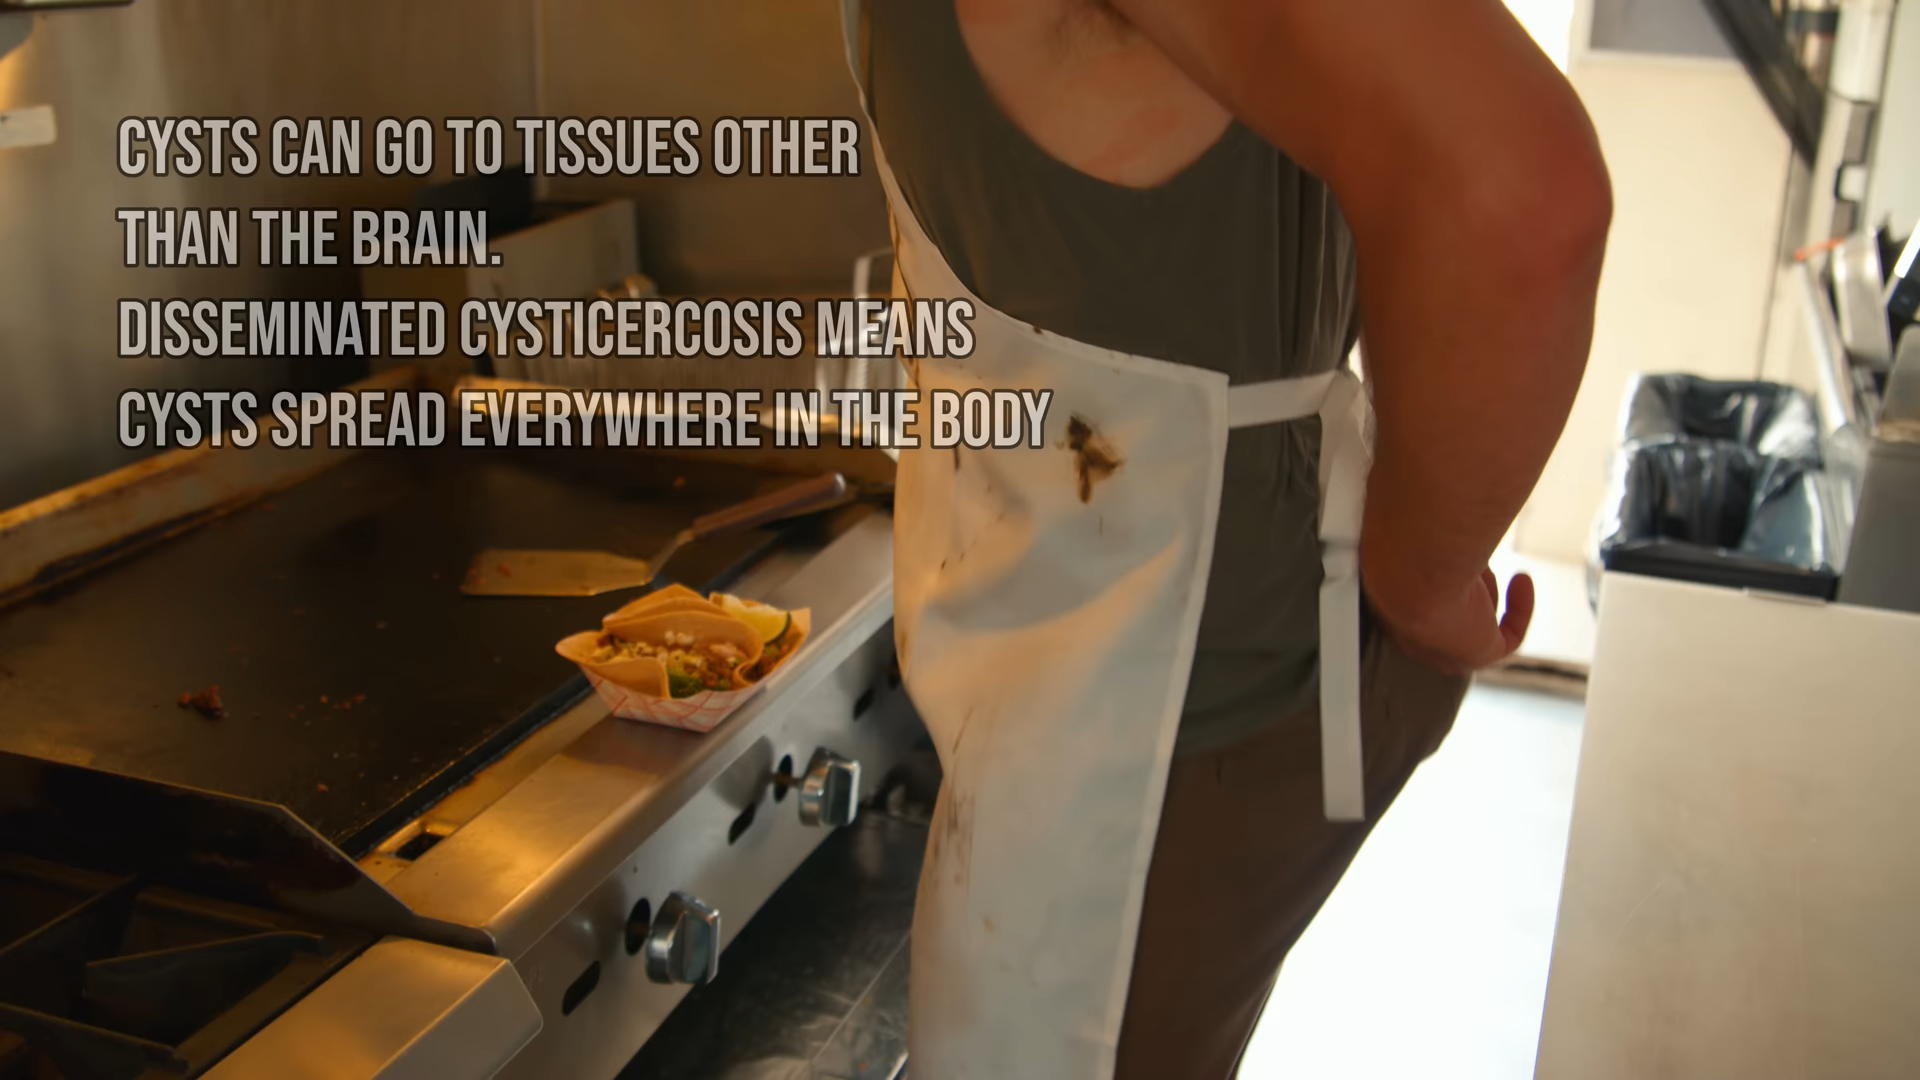 CYSTS CAN GO TO TISSUES OTHER
THAN THE BRAIN.
DISSEMINATED CYSTICERCOSIS MEANS
CYSTS SPREAD EVERYWHERE IN THE BODY